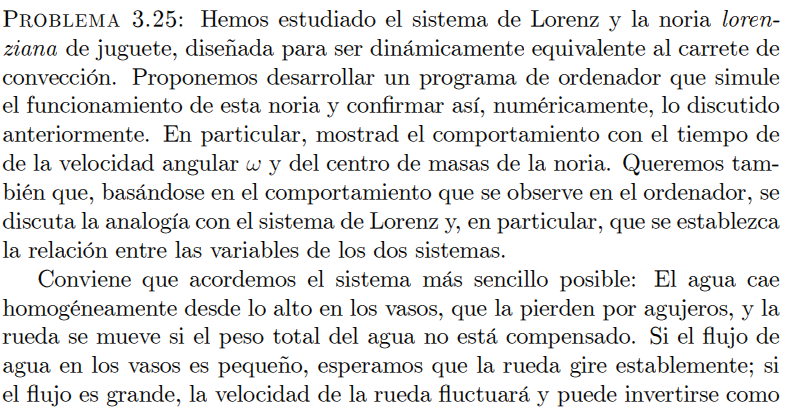 PROBLEMA 3.25: Hemos estudiado el sistema de Lorenz y la noria loren-
ziana de juguete, diseñada para ser dinámicamente equivalente al carrete de
convección. Proponemos desarrollar un programa de ordenador que simule
el funcionamiento de esta noria y confirmar así, numéricamente, lo discutido
anteriormente. En particular, mostrad el comportamiento con el tiempo de
de la velocidad angular ω y del centro de masas de la noria. Queremos tam-
bién que, basándose en el comportamiento que se observe en el ordenador, se
discuta la analogía con el sistema de Lorenz y, en particular, que se establezca
la relación entre las variables de los dos sistemas.
Conviene que acordemos el sistema más sencillo posible: El agua cae
homogéneamente desde lo alto en los vasos, que la pierden por agujeros, y la
rueda se mueve si el peso total del agua no está compensado. Si el flujo de
agua en los vasos es pequeño, esperamos que la rueda gire establemente; si
el flujo es grande, la velocidad de la rueda fluctuará y puede invertirse como